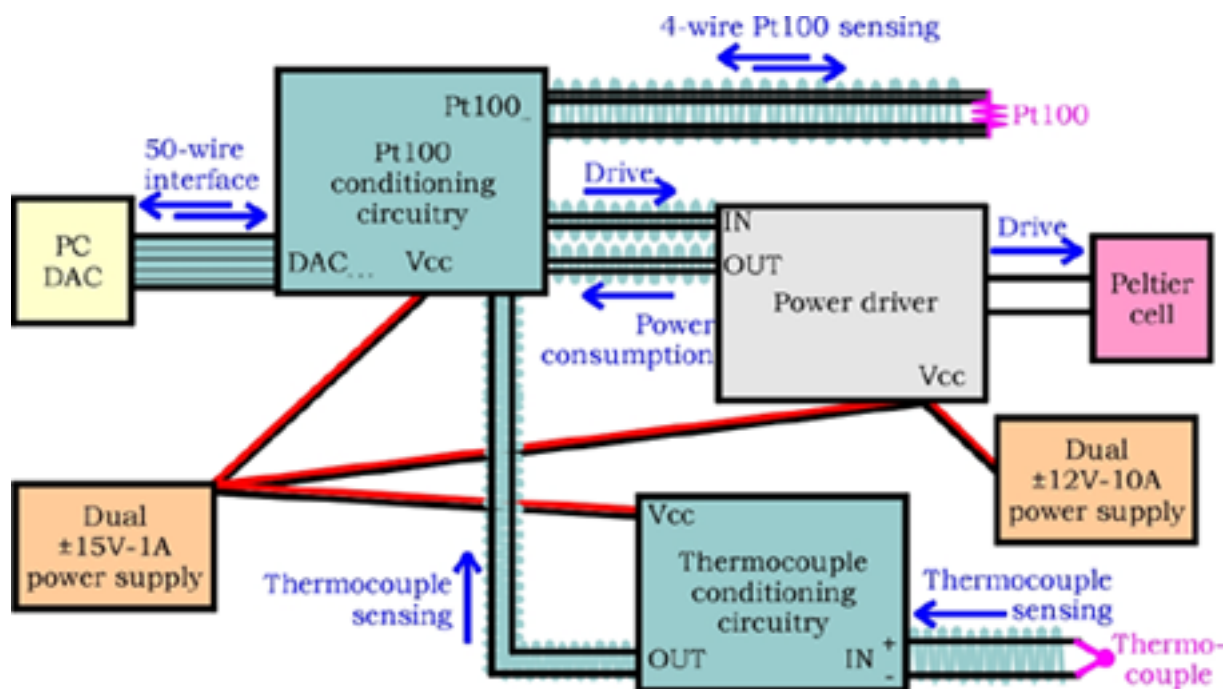 4-wire Pt100 sensing
Pt100
Pt100
50-wire
interface
Pt100
conditioning
circuitry
Drive
PC
DAC
DAC...
Vcc
IN
OUT
Drive
Power driver
Peltier
cell
Power
consumption
Vcc
Dual
±12V-10A
power supply
Dual
±15V-1A
power supply
Vcc
Thermocouple
sensing
Thermocouple
conditioning
circuitry
Thermocouple
sensing
OUT
IN
+
-
Thermo-
couple